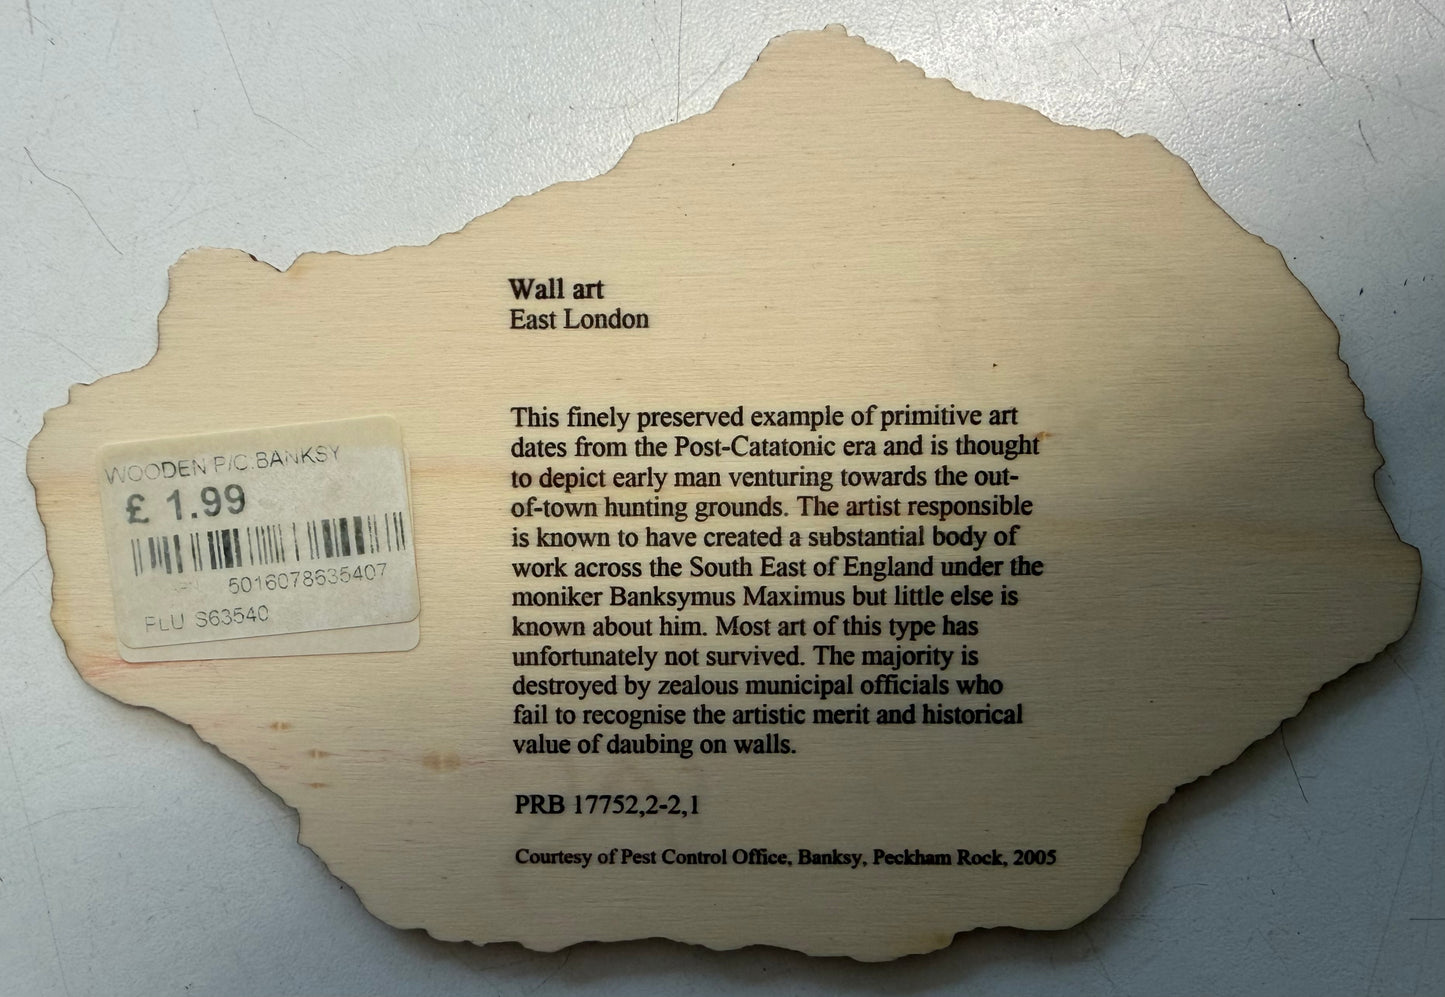 Wall art
East London
This finely preserved example of primitive art
dates from the Post-Catatonic era and is thought
to depict early man venturing towards the out-
of-town hunting grounds. The artist responsible
is known to have created a substantial body of
work across the South East of England under the
moniker Banksymus Maximus but little else is
known about him. Most art of this type has
unfortunately not survived. The majority is
destroyed by zealous municipal officials who
fail to recognise the artistic merit and historical
value of daubing on walls.
PRB 17752,2-2,1
Courtesy of Pest Control Office, Banksy, Peckham Rock, 2005
WOODEN P/C.BANKSY
£ 1.99
5016078635407
PLU S63540